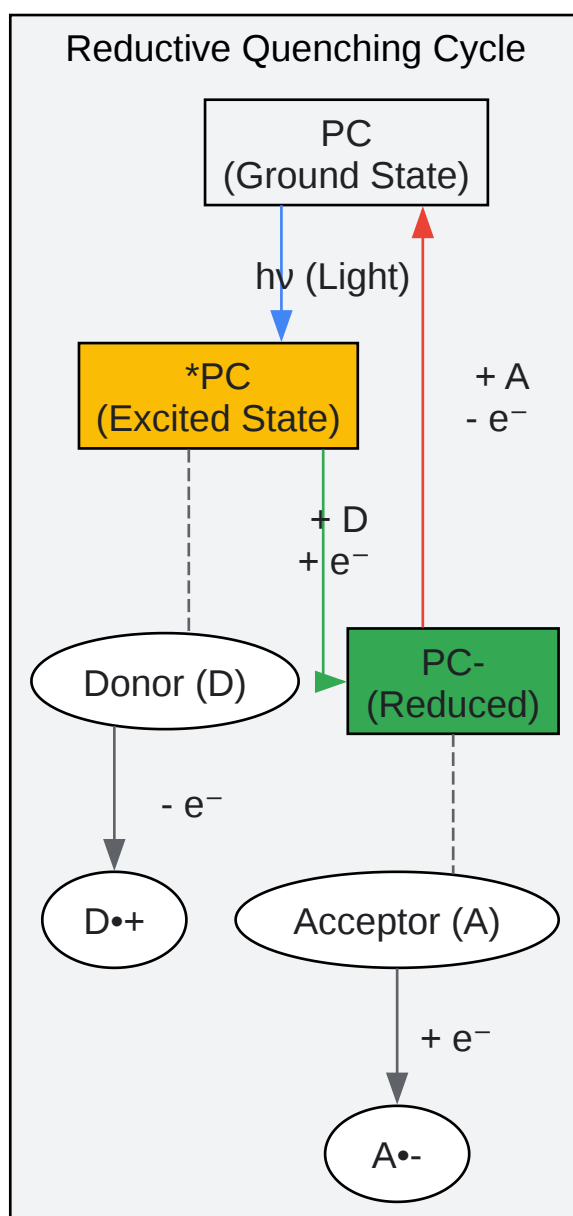 Reductive Quenching Cycle
PC
(Ground State)
hν (Light)
*PC
(Excited State)
+ A
- e⁻
+ D
+ e⁻
Donor (D)
PC-
(Reduced)
- e⁻
D•+
Acceptor (A)
+ e⁻
A•-